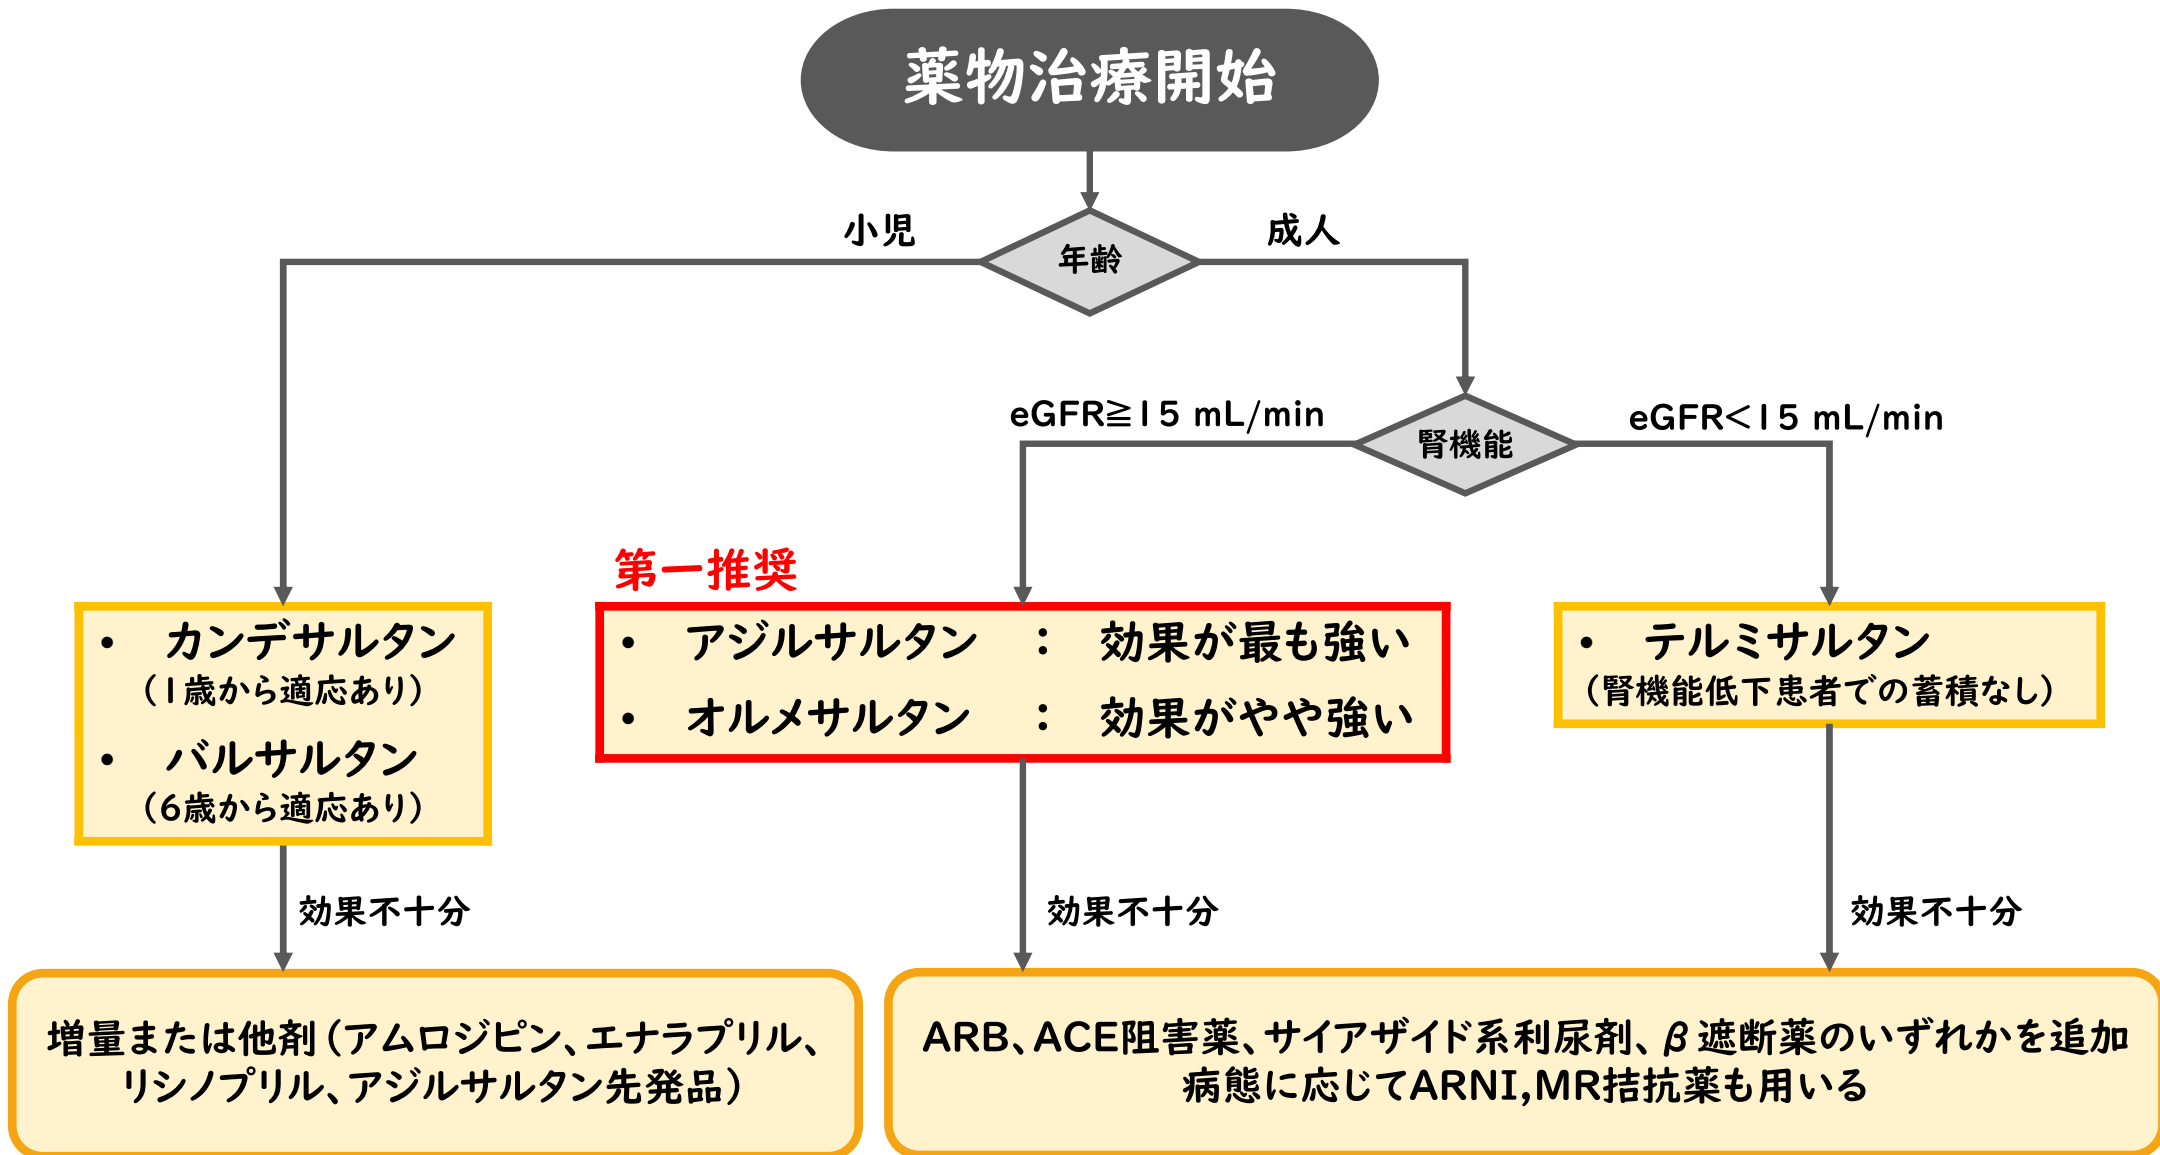 薬物治療開始
小児
年齢
成人
eGFR≧15 mL/min
腎機能
eGFR<15 mL/min
第一推奨
• カンデサルタン
（1歳から適応あり）
• バルサルタン
（6歳から適応あり）
• アジルサルタン ： 効果が最も強い
• オルメサルタン ： 効果がやや強い
• テルミサルタン
（腎機能低下患者での蓄積なし）
効果不十分
効果不十分
効果不十分
増量または他剤（アムロジピン、エナラプリル、
リシノプリル、アジルサルタン先発品）
ARB、ACE阻害薬、サイアザイド系利尿剤、β遮断薬のいずれかを追加
病態に応じてARNI,MR拮抗薬も用いる